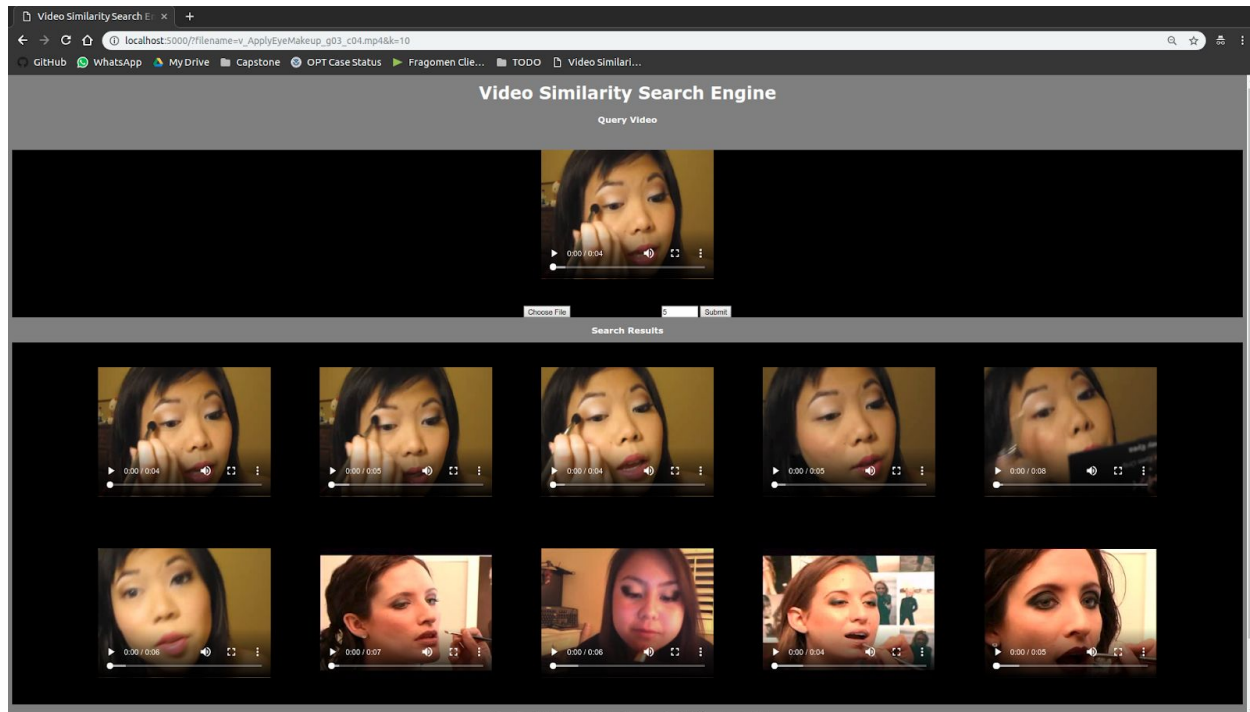 Video Similarity Search En
localhost:5000/?filename=v_ApplyEyeMakeup_g03_c04.mp4&k=10
GitHub WhatsApp My Drive Capstone OPT Case Status Fragomen Clie... TODO Video Similari...
Video Similarity Search Engine
Query Video
0:00 / 0:04
Choose File 5 Submit
Search Results
0:00 / 0:04 0:00 / 0:05 0:00 / 0:04 0:00 / 0:05 0:00 / 0:08
0:00 / 0:06 0:00 / 0:07 0:00 / 0:06 0:00 / 0:04 0:00 / 0:05